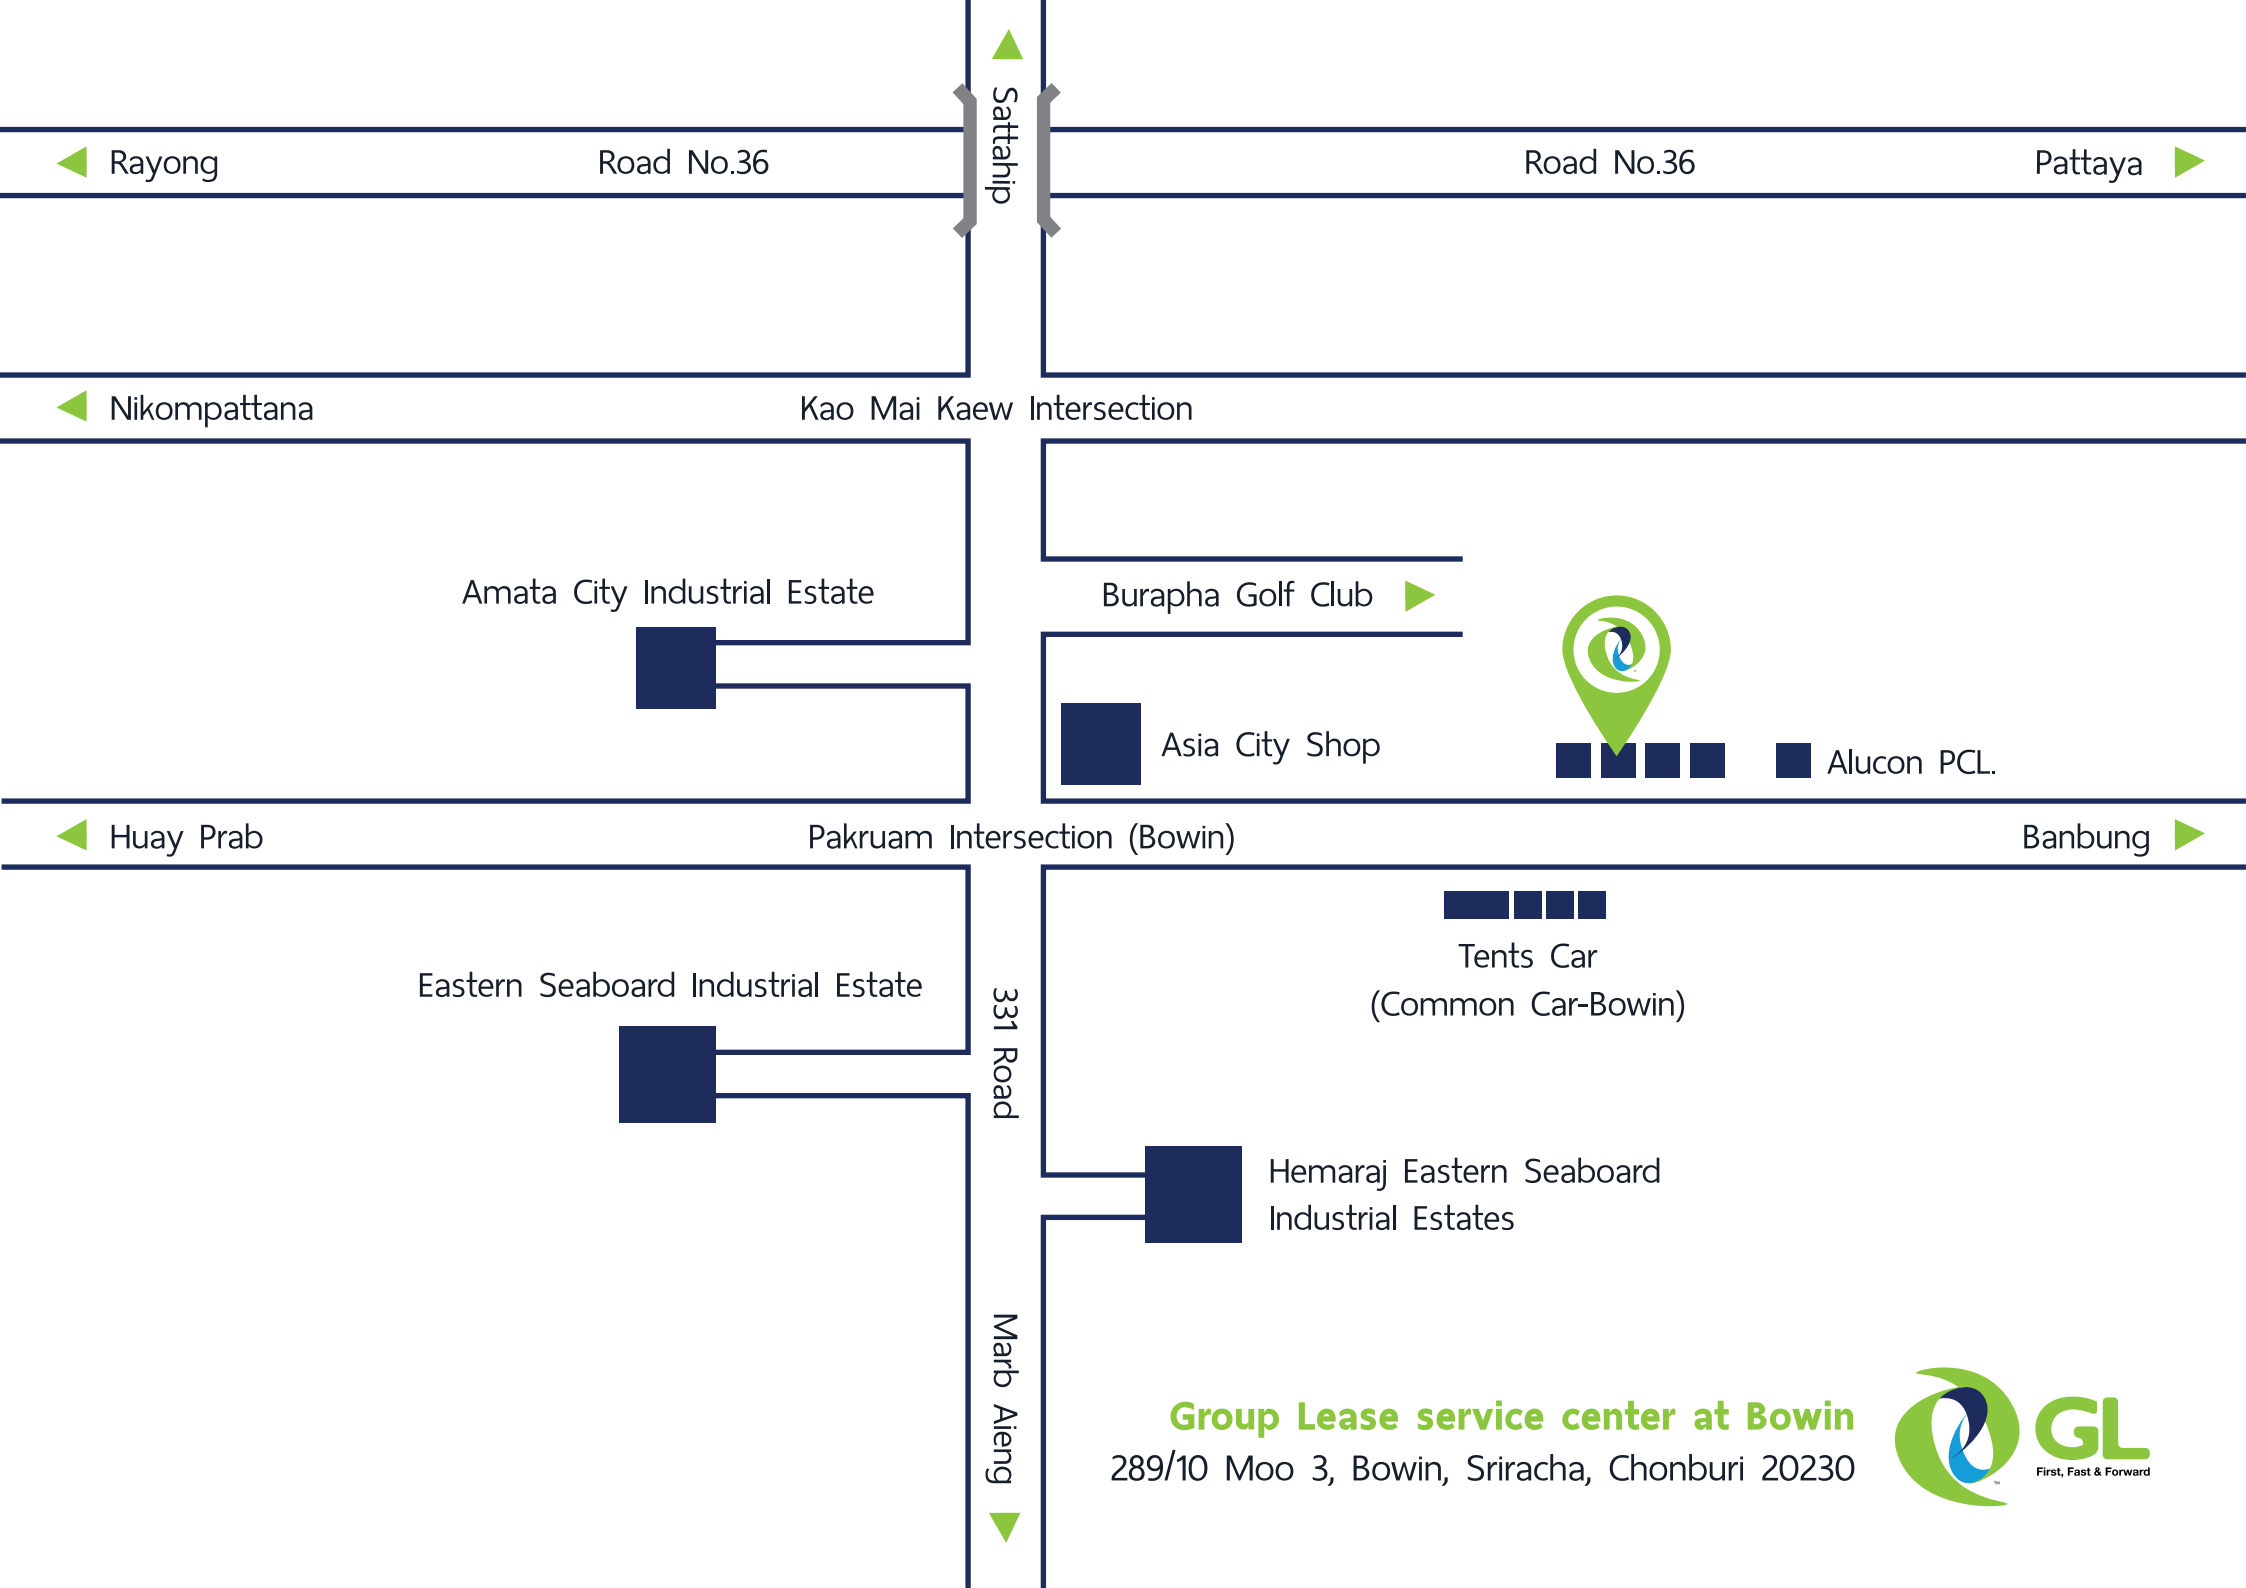 Sattahip
Rayong
Road No.36
Road No.36
Pattaya
Nikompattana
Kao Mai Kaew Intersection
Amata City Industrial Estate
Burapha Golf Club
Asia City Shop
Alucon PCL.
Huay Prab
Pakruam Intersection (Bowin)
Banbung
Tents Car
(Common Car-Bowin)
Eastern Seaboard Industrial Estate
331 Road
Hemaraj Eastern Seaboard
Industrial Estates
Marb Aieng
Group Lease service center at Bowin
289/10 Moo 3, Bowin, Sriracha, Chonburi 20230
GL
First, Fast & Forward
TM